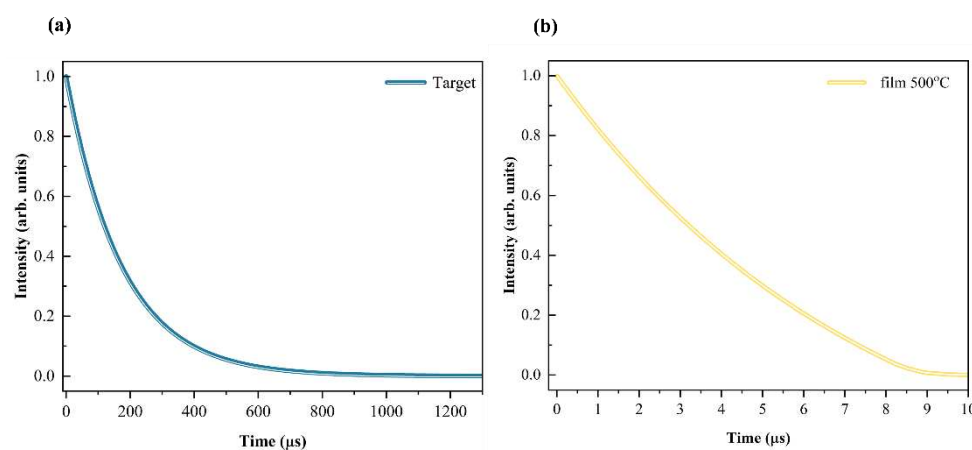 (a)
Target
Intensity (arb. units)
1.0
0.8
0.6
0.4
0.2
0.0
0 200 400 600 800 1000 1200
Time (µs)
(b)
film 500°C
Intensity (arb. units)
1.0
0.8
0.6
0.4
0.2
0.0
0 1 2 3 4 5 6 7 8 9 10
Time (µs)